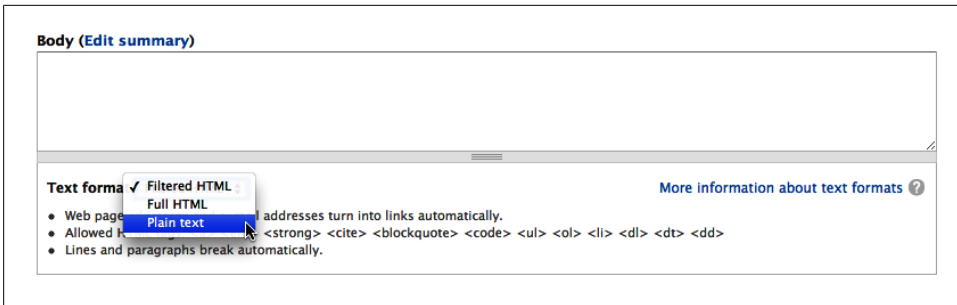 Body (Edit summary)
Text forma
✓ Filtered HTML
Full HTML
Plain text
More information about text formats ?
• Web page addresses turn into links automatically.
• Allowed H <strong> <cite> <blockquote> <code> <ul> <ol> <li> <dl> <dt> <dd>
• Lines and paragraphs break automatically.